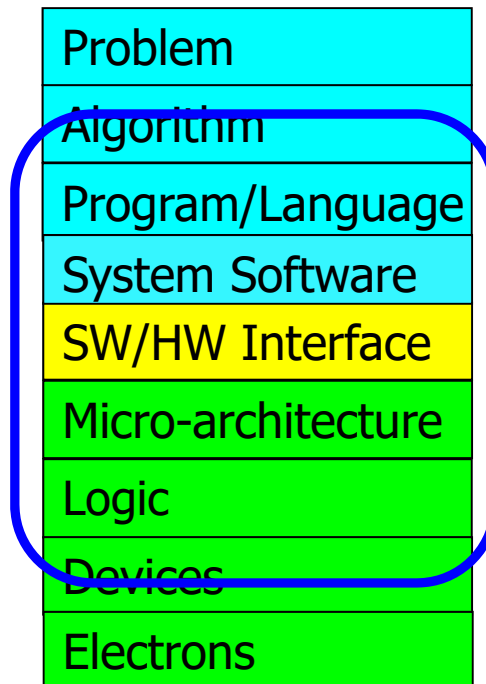 Problem
Algorithm
Program/Language
System Software
SW/HW Interface
Micro-architecture
Logic
Devices
Electrons